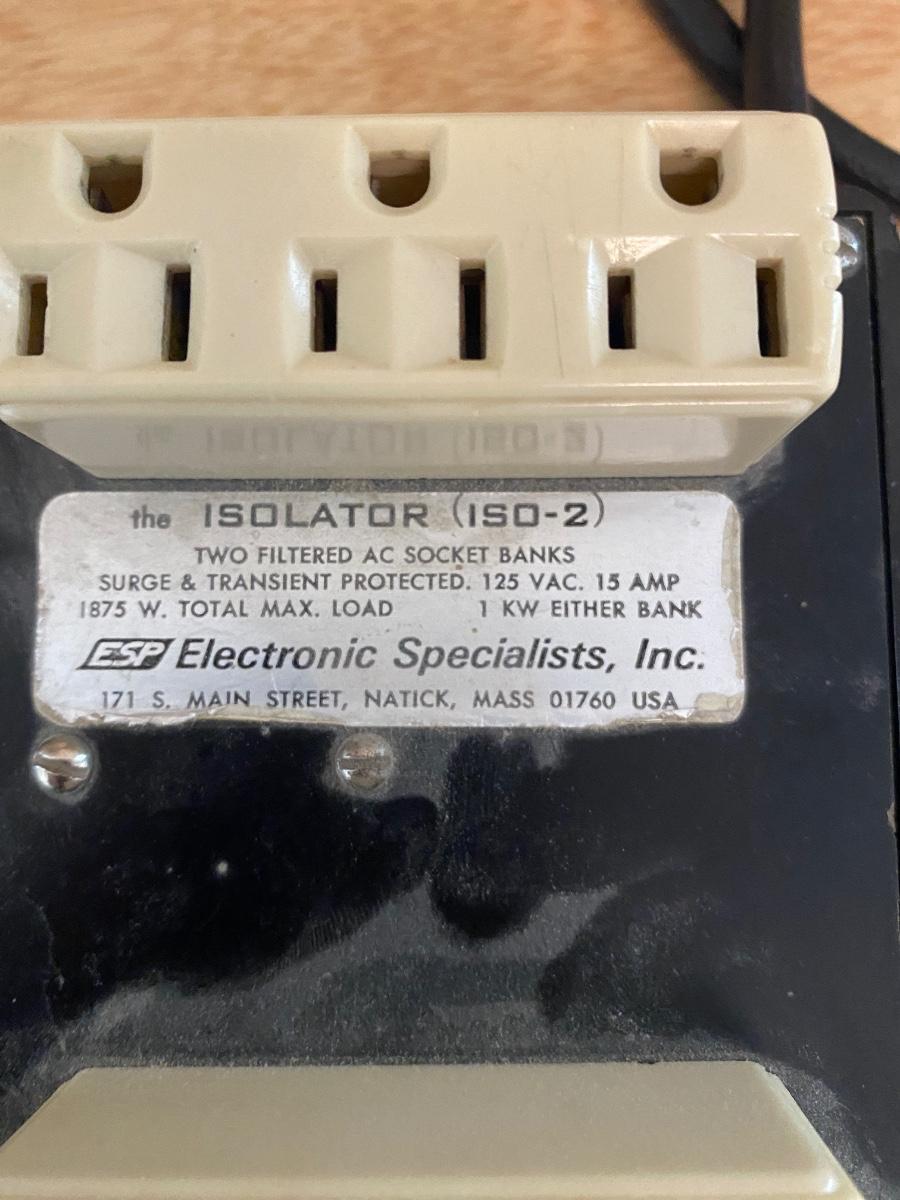 the ISOLATOR (ISO-2)
TWO FILTERED AC SOCKET BANKS
SURGE & TRANSIENT PROTECTED. 125 VAC. 15 AMP
1875 W. TOTAL MAX. LOAD 1 KW EITHER BANK
ESP Electronic Specialists, Inc.
171 S. MAIN STREET, NATICK, MASS 01760 USA